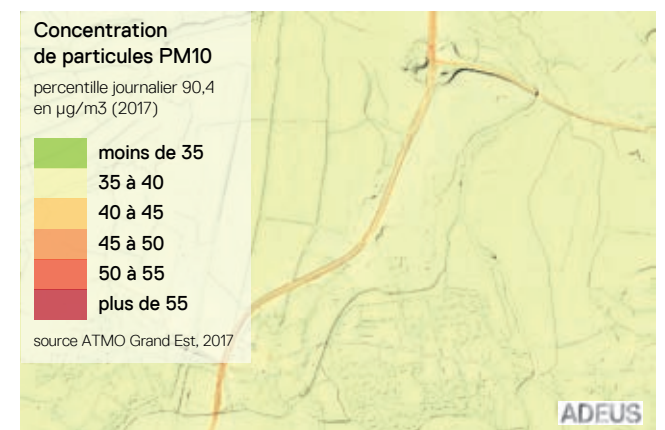 Concentration
de particules PM10
percentille journalier 90,4
en µg/m3 (2017)
moins de 35
35 à 40
40 à 45
45 à 50
50 à 55
plus de 55
source ATMO Grand Est, 2017
ADEUS